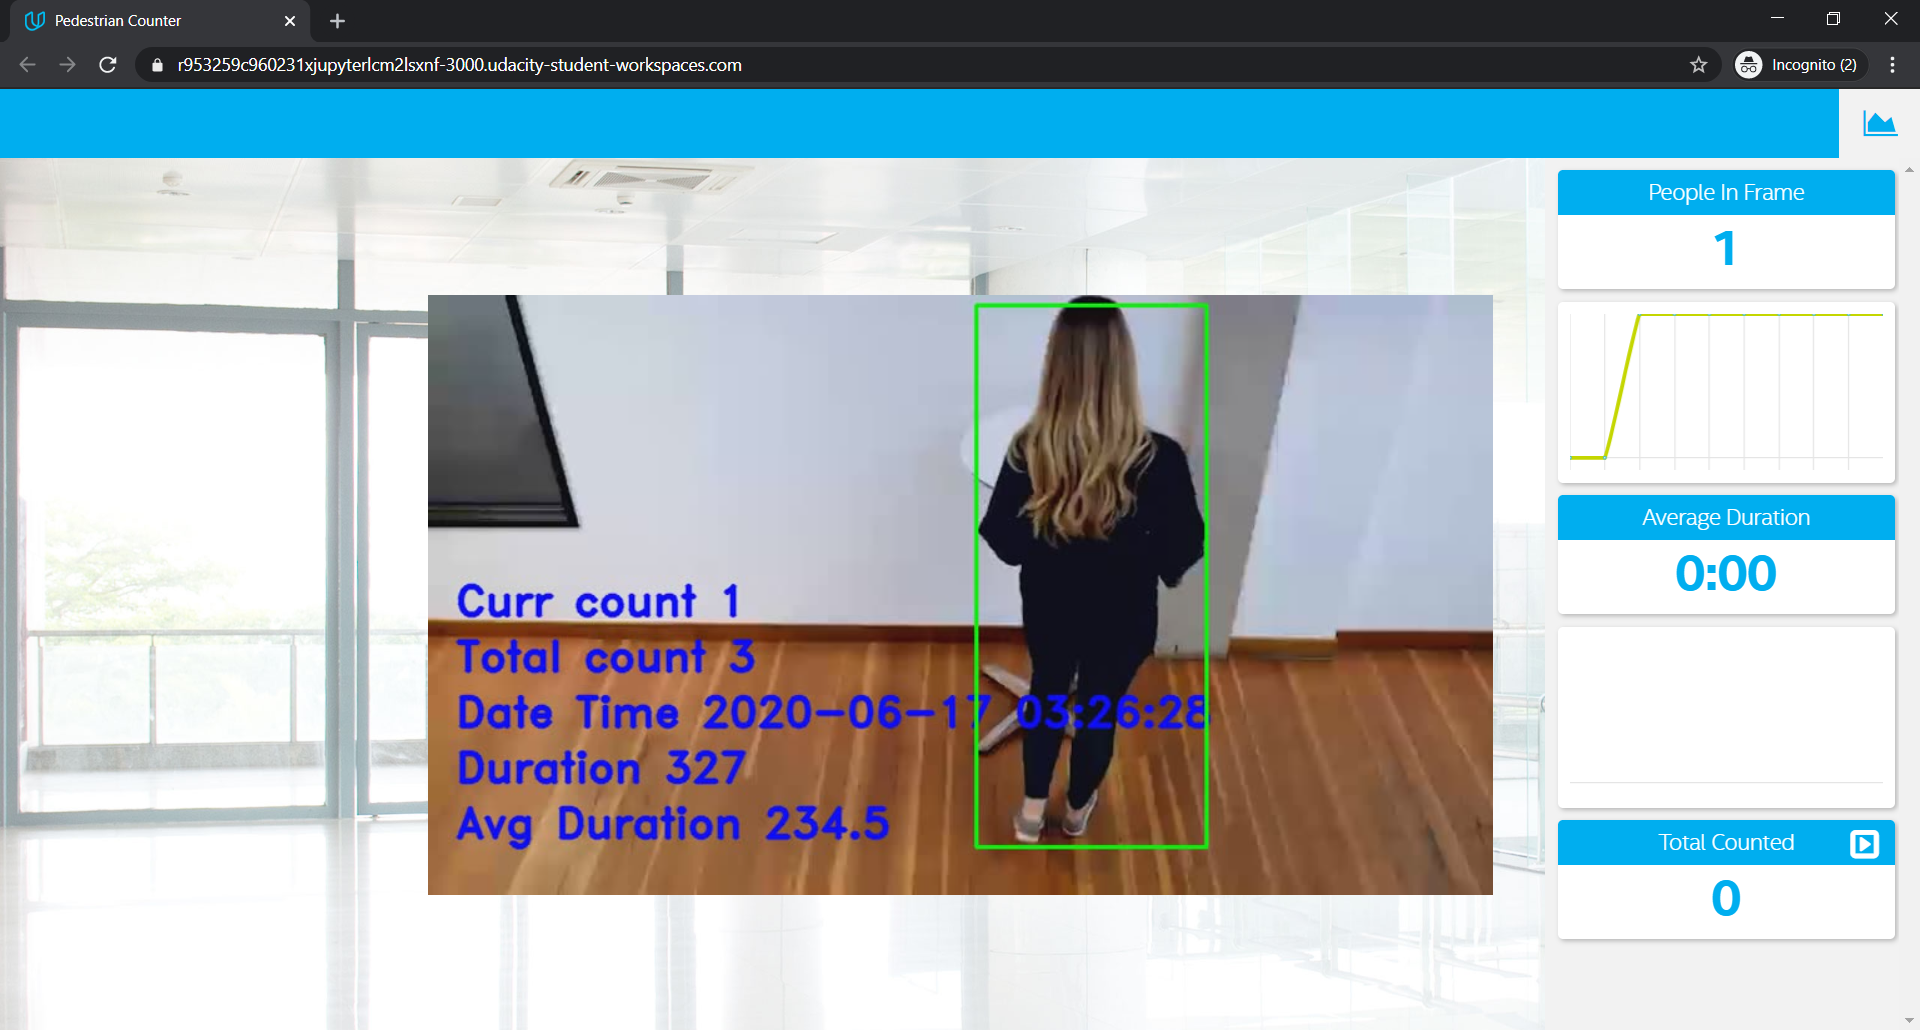 Pedestrian Counter
r953259c960231xjupyterlcm2lsxnf-3000.udacity-student-workspaces.com
Incognito (2)
People In Frame
1
Average Duration
0:00
Total Counted
0
Curr count 1
Total count 3
Date Time 2020-06-17 03:26:28
Duration 327
Avg Duration 234.5